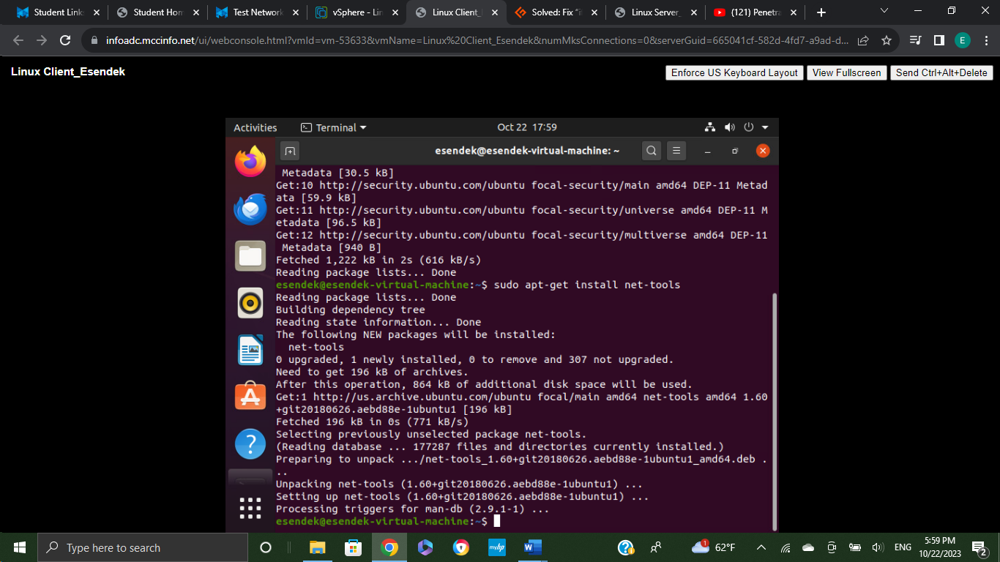 Student Link
Student Hom
Test Network
vSphere - Lin
Linux Client_
Solved: Fix "i
Linux Server_
(121) Penetra
infoadc.mccinfo.net/ui/webconsole.html?vmId=vm-53633&vmName=Linux%20Client_Esendek&numMksConnections=0&serverGuid=665041cf-582d-4fd7-a9ad-d...
E
Linux Client_Esendek
Enforce US Keyboard Layout
View Fullscreen
Send Ctrl+Alt+Delete
Activities
Terminal
Oct 22 17:59
esendek@esendek-virtual-machine: ~
Metadata [30.5 kB]
Get:10 http://security.ubuntu.com/ubuntu focal-security/main amd64 DEP-11 Metad
ata [59.9 kB]
Get:11 http://security.ubuntu.com/ubuntu focal-security/universe amd64 DEP-11 M
etadata [96.5 kB]
Get:12 http://security.ubuntu.com/ubuntu focal-security/multiverse amd64 DEP-11
Metadata [940 B]
Fetched 1,222 kB in 2s (616 kB/s)
Reading package lists... Done
esendek@esendek-virtual-machine:~$ sudo apt-get install net-tools
Reading package lists... Done
Building dependency tree
Reading state information... Done
The following NEW packages will be installed:
net-tools
0 upgraded, 1 newly installed, 0 to remove and 307 not upgraded.
Need to get 196 kB of archives.
After this operation, 864 kB of additional disk space will be used.
Get:1 http://us.archive.ubuntu.com/ubuntu focal/main amd64 net-tools amd64 1.60
+git20180626.aebd88e-1ubuntu1 [196 kB]
Fetched 196 kB in 0s (771 kB/s)
Selecting previously unselected package net-tools.
(Reading database ... 177287 files and directories currently installed.)
Preparing to unpack .../net-tools_1.60+git20180626.aebd88e-1ubuntu1_amd64.deb .
..
Unpacking net-tools (1.60+git20180626.aebd88e-1ubuntu1) ...
Setting up net-tools (1.60+git20180626.aebd88e-1ubuntu1) ...
Processing triggers for man-db (2.9.1-1) ...
esendek@esendek-virtual-machine:~$
Type here to search
myhp
W
1
62°F
ENG
5:59 PM
10/22/2023
2